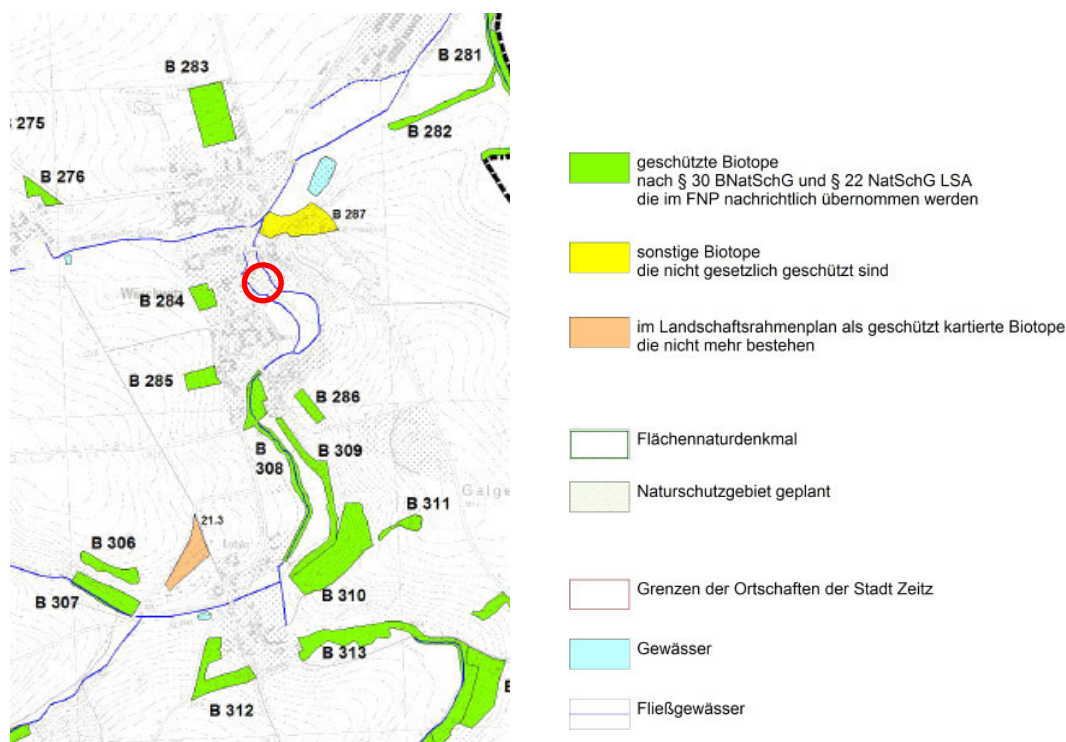 B 281
B 283
275
B 282
B 276
B 287
B 284
B 285
B 286
B 309
B
308
B 311
21.3
B 306
B 310
B 307
B 313
B 312
geschützte Biotope
nach § 30 BNatSchG und § 22 NatSchG LSA
die im FNP nachrichtlich übernommen werden
sonstige Biotope
die nicht gesetzlich geschützt sind
im Landschaftsrahmenplan als geschützt kartierte Biotope
die nicht mehr bestehen
Flächennaturdenkmal
Naturschutzgebiet geplant
Grenzen der Ortschaften der Stadt Zeitz
Gewässer
Fließgewässer